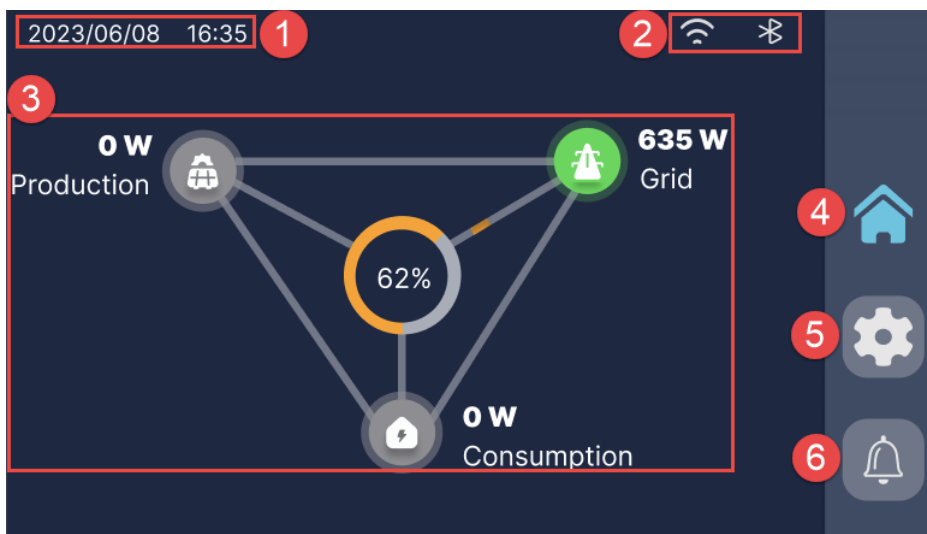 2023/06/08 16:35 1
2
3
0 W
Production
635 W
Grid
4
62%
5
0 W
Consumption
6